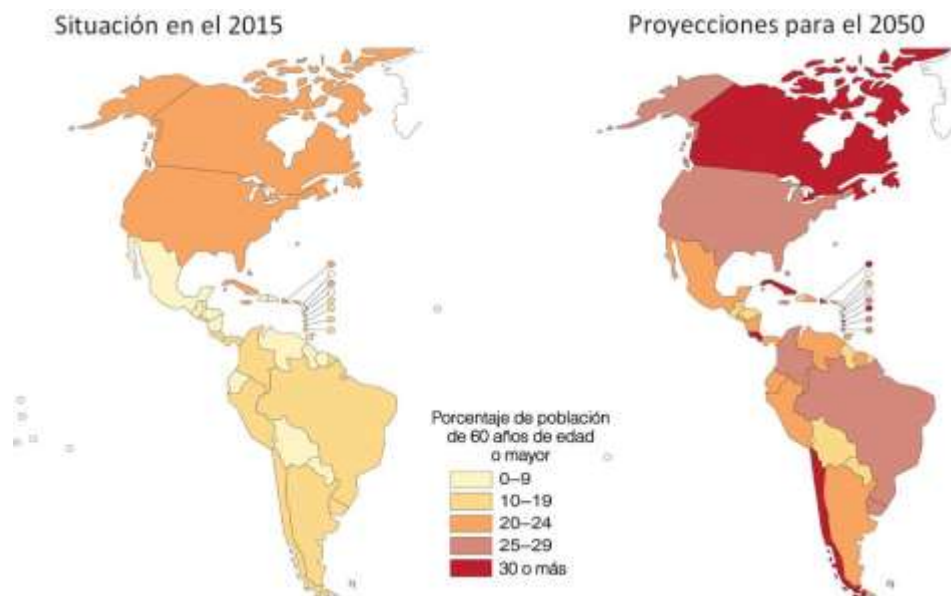 Situación en el 2015
Proyecciones para el 2050
Porcentaje de población
de 60 años de edad
o mayor
0–9
10–19
20–24
25–29
30 o más